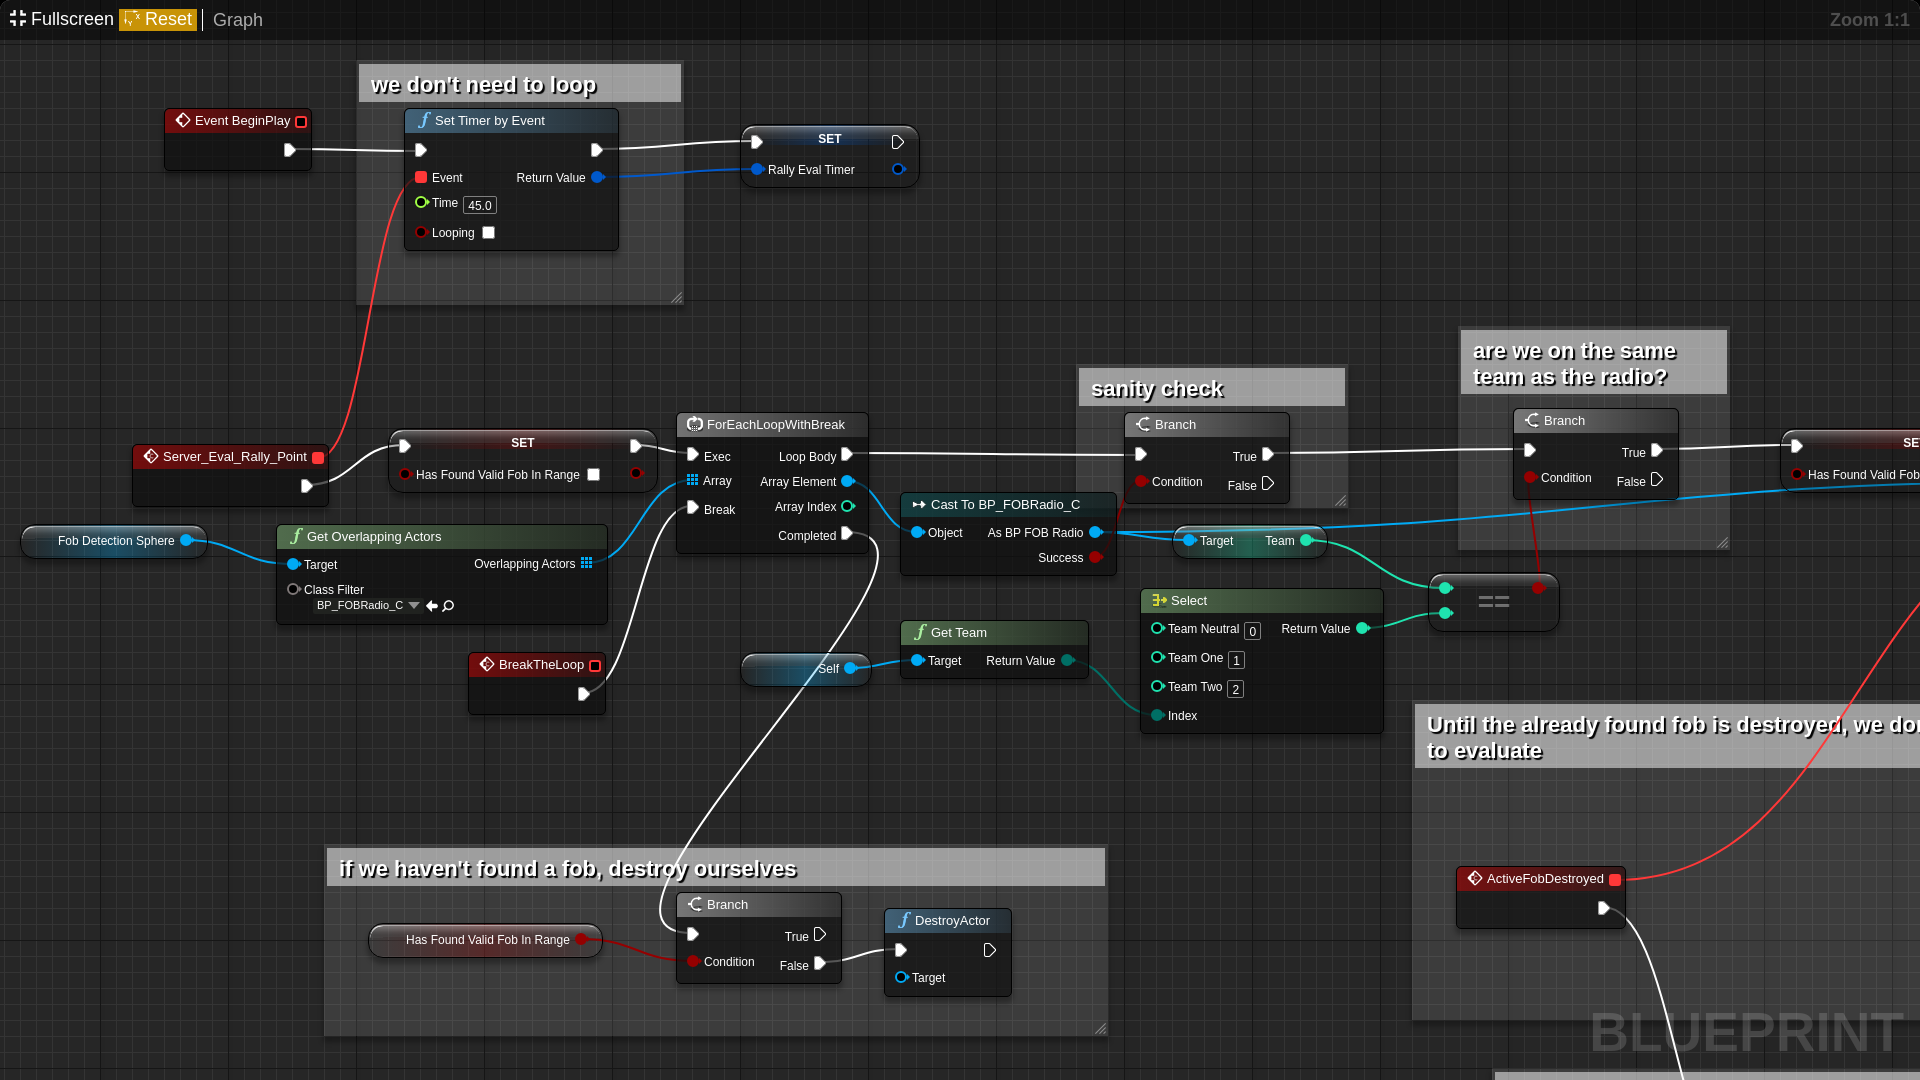 Fullscreen Reset Graph Zoom 1:1
we don't need to loop
Event BeginPlay
Set Timer by Event
Event
Return Value
Time 45.0
Looping
SET
Rally Eval Timer
are we on the same
team as the radio?
sanity check
Server_Eval_Rally_Point
SET
Has Found Valid Fob In Range
ForEachLoopWithBreak
Exec
Loop Body
Array
Array Element
Array Index
Break
Completed
Branch
True
Condition
False
Branch
True
Condition
False
SE
Has Found Valid Fob
Cast To BP_FOBRadio_C
Object
As BP FOB Radio
Success
Target
Team
Fob Detection Sphere
Get Overlapping Actors
Target
Overlapping Actors
Class Filter
BP_FOBRadio_C
==
Select
Team Neutral 0
Return Value
Team One 1
Team Two 2
Index
Get Team
Target
Return Value
Self
BreakTheLoop
Until the already found fob is destroyed, we do
to evaluate
if we haven't found a fob, destroy ourselves
Has Found Valid Fob In Range
Branch
True
Condition
False
DestroyActor
Target
ActiveFobDestroyed
BLUEPRINT